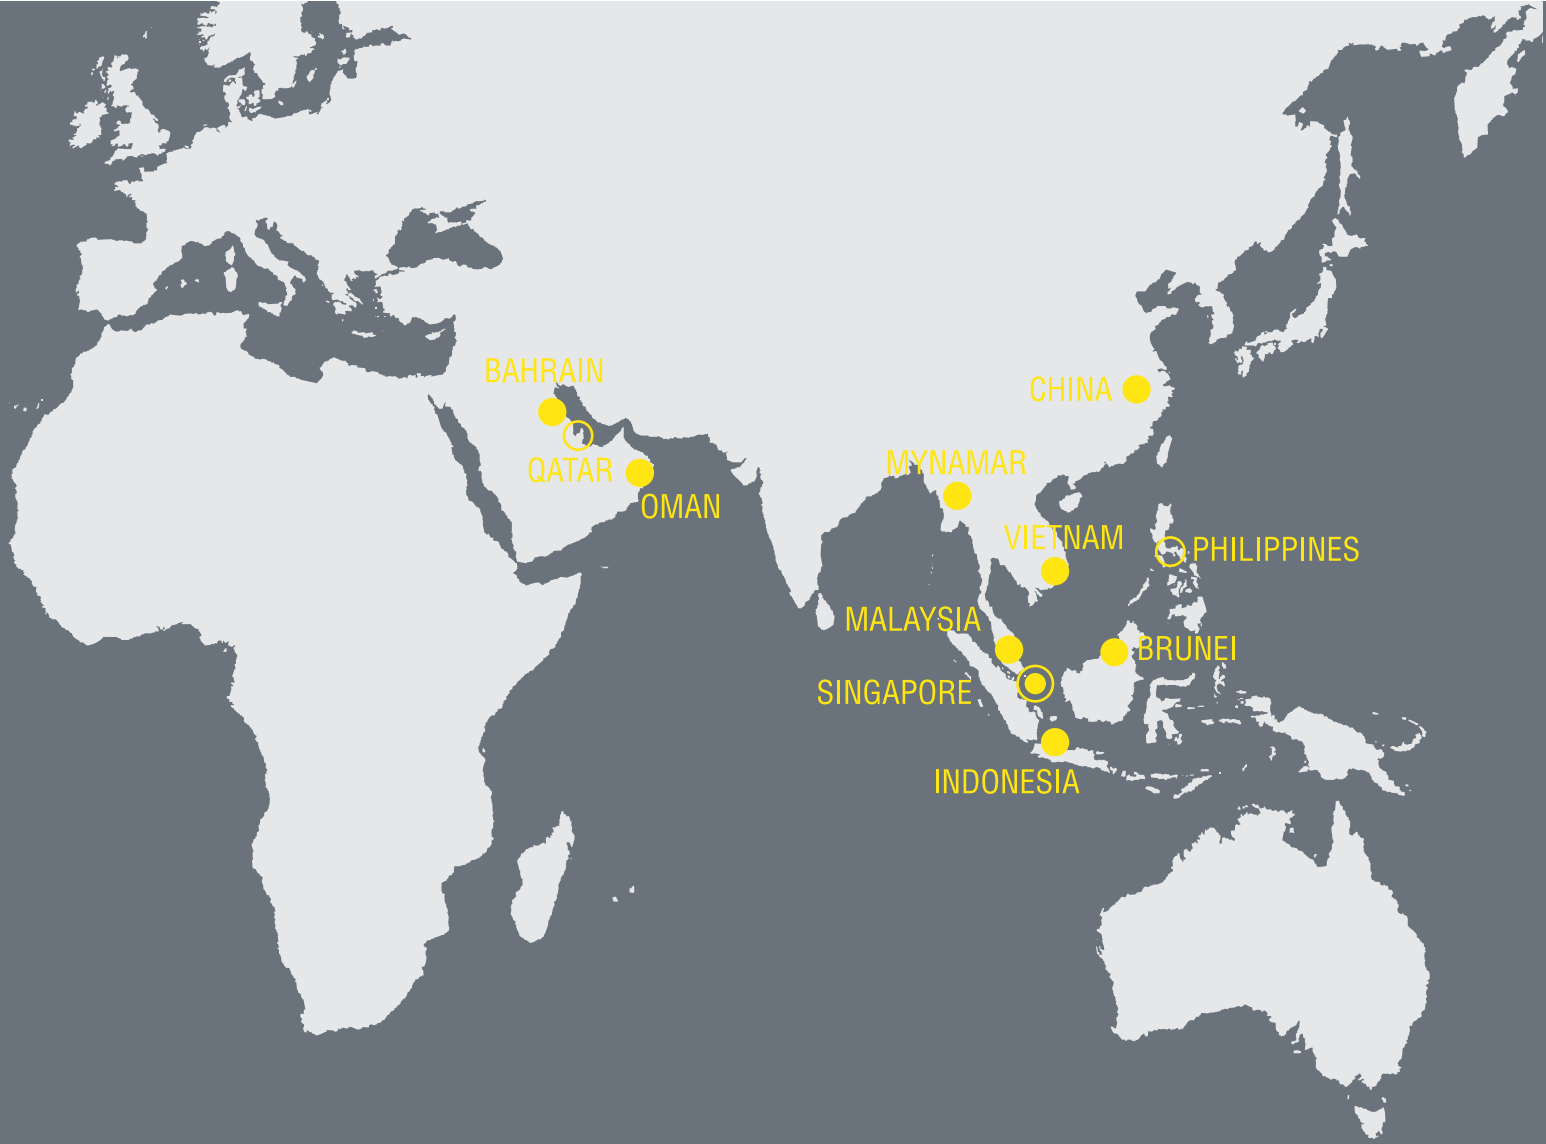 BAHRAIN
CHINA
MYNAMAR
QATAR
OMAN
VIETNAM
PHILIPPINES
MALAYSIA
BRUNEI
SINGAPORE
INDONESIA